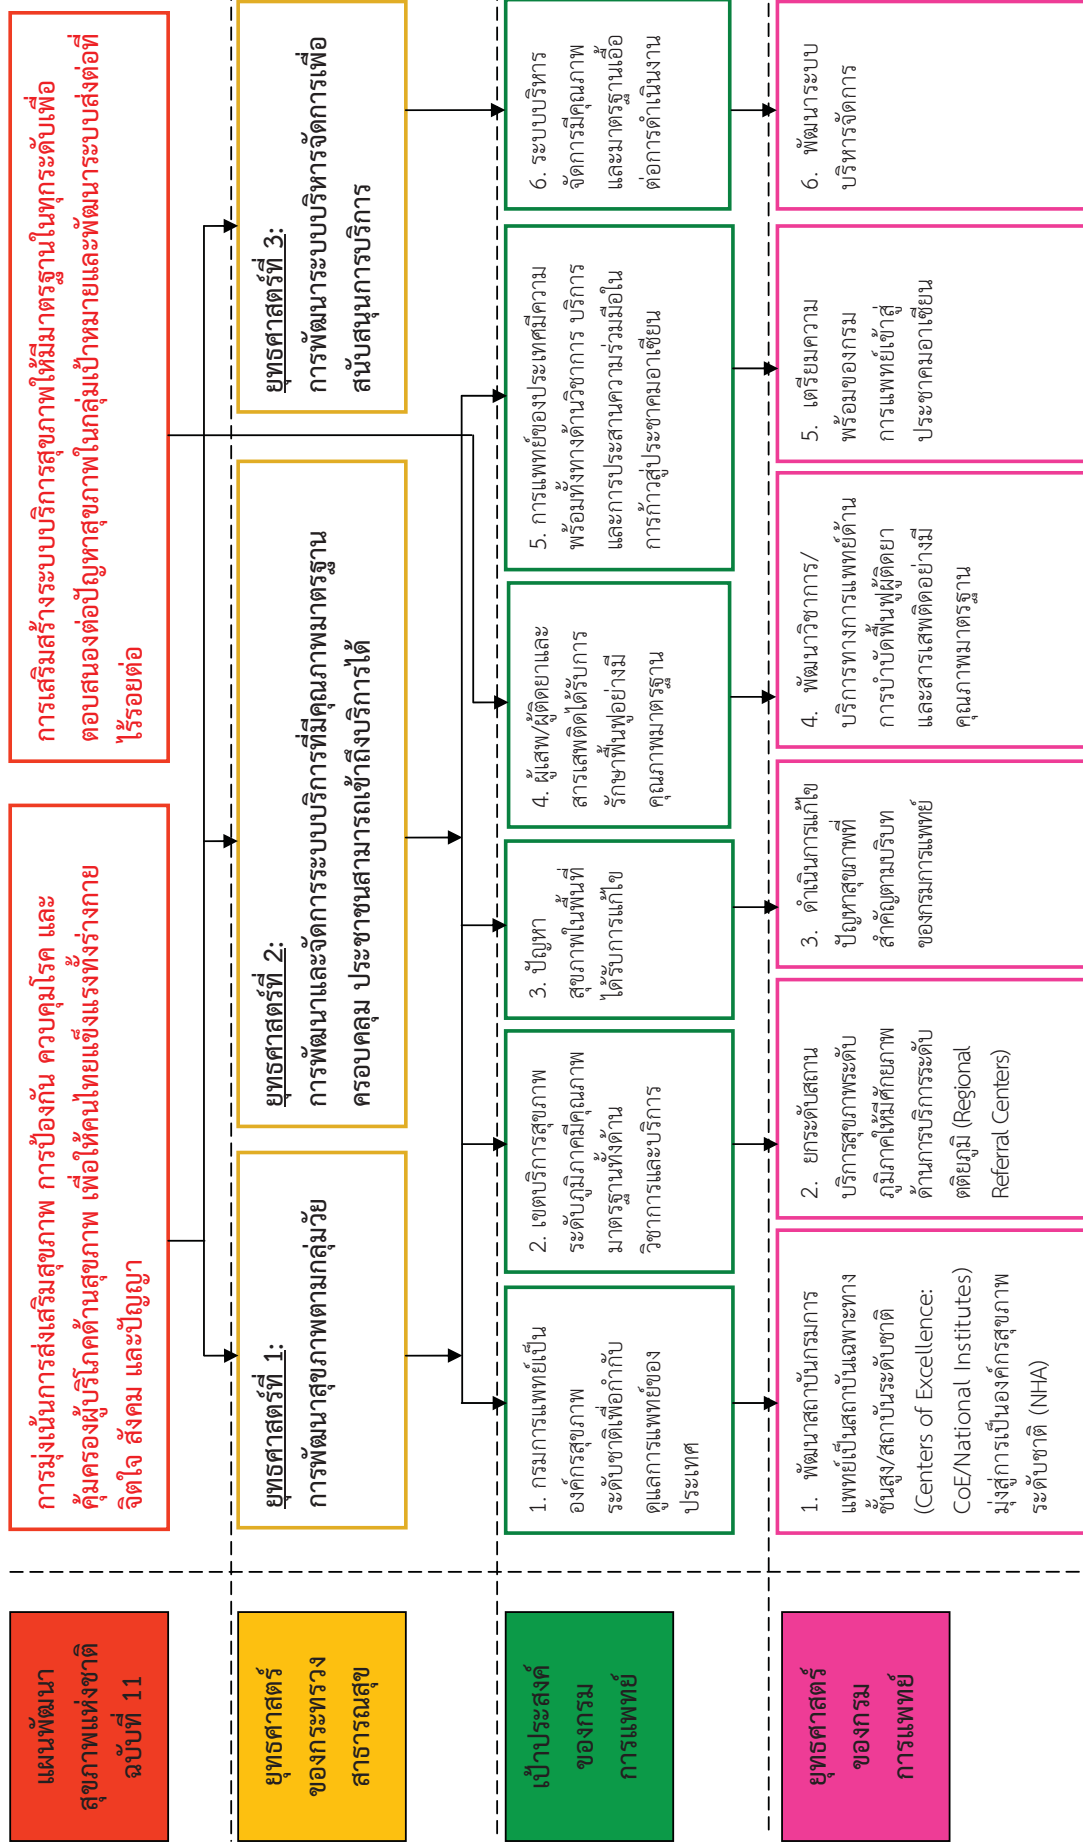 แผนพัฒนา
สุขภาพแห่งชาติ
ฉบับที่ 11
การมุ่งเน้นการส่งเสริมสุขภาพ การป้องกัน ควบคุมโรค และ
คุ้มครองผู้บริโภคด้านสุขภาพ เพื่อให้คนไทยแข็งแรงทั้งร่างกาย
จิตใจ สังคม และปัญญา
การเสริมสร้างระบบบริการสุขภาพให้มีมาตรฐานในทุกระดับเพื่อ
ตอบสนองต่อปัญหาสุขภาพในกลุ่มเป้าหมายและพัฒนาระบบส่งต่อที่
ไร้รอยต่อ
ยุทธศาสตร์
ของกระทรวง
สาธารณสุข
ยุทธศาสตร์ที่ 1:
การพัฒนาสุขภาพตามกลุ่มวัย
ยุทธศาสตร์ที่ 2:
การพัฒนาและจัดการระบบบริการที่มีคุณภาพมาตรฐาน
ครอบคลุม ประชาชนสามารถเข้าถึงบริการได้
ยุทธศาสตร์ที่ 3:
การพัฒนาระบบบริหารจัดการเพื่อ
สนับสนุนการบริการ
เป้าประสงค์
ของกรม
การแพทย์
1. กรมการแพทย์เป็น
องค์กรสุขภาพ
ระดับชาติเพื่อกำกับ
ดูแลการแพทย์ของ
ประเทศ
2. เขตบริการสุขภาพ
ระดับภูมิภาคมีคุณภาพ
มาตรฐานทั้งด้าน
วิชาการและบริการ
3. ปัญหา
สุขภาพในพื้นที่
ได้รับการแก้ไข
4. ผู้เสพ/ผู้ติดยาและ
สารเสพติดได้รับการ
รักษาฟื้นฟูอย่างมี
คุณภาพมาตรฐาน
5. การแพทย์ของประเทศมีความ
พร้อมทั้งทางด้านวิชาการ บริการ
และการประสานความร่วมมือใน
การก้าวสู่ประชาคมอาเซียน
6. ระบบบริหาร
จัดการมีคุณภาพ
และมาตรฐานเอื้อ
ต่อการดำเนินงาน
ยุทธศาสตร์
ของกรม
การแพทย์
1. พัฒนาสถาบันกรมการ
แพทย์เป็นสถาบันเฉพาะทาง
ชั้นสูง/สถาบันระดับชาติ
(Centers of Excellence:
CoE/National Institutes)
มุ่งสู่การเป็นองค์กรสุขภาพ
ระดับชาติ (NHA)
2. ยกระดับสถาน
บริการสุขภาพระดับ
ภูมิภาคให้มีศักยภาพ
ด้านการบริการระดับ
ตติยภูมิ (Regional
Referral Centers)
3. ดำเนินการแก้ไข
ปัญหาสุขภาพที่
สำคัญตามบริบท
ของกรมการแพทย์
4. พัฒนาวิชาการ/
บริการทางการแพทย์ด้าน
การบำบัดฟื้นฟูผู้ติดยา
และสารเสพติดอย่างมี
คุณภาพมาตรฐาน
5. เตรียมความ
พร้อมของกรม
การแพทย์เข้าสู่
ประชาคมอาเซียน
6. พัฒนาระบบ
บริหารจัดการ